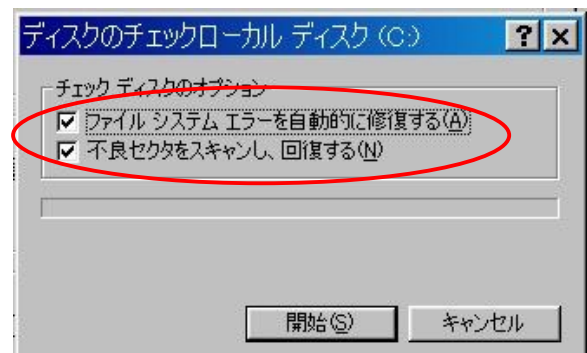 ディスクのチェックローカル ディスク (C:)
チェック ディスクのオプション
ファイル システム エラーを自動的に修復する(A)
不良セクタをスキャンし、回復する(N)
開始(S)
キャンセル